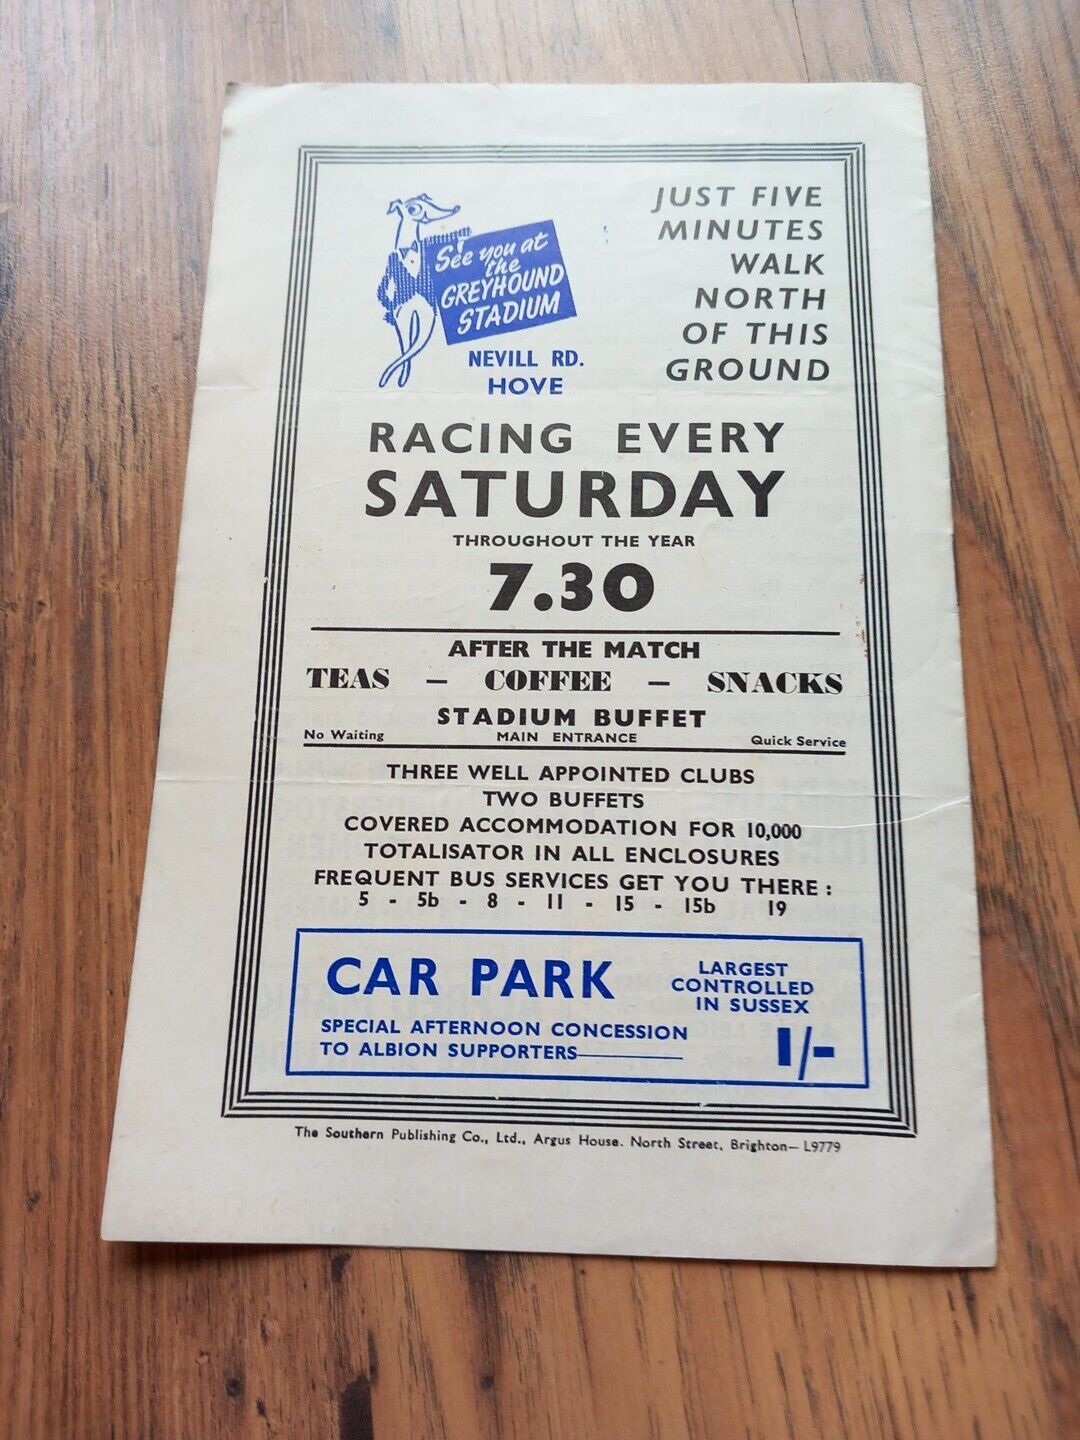 See you at
the
GREYHOUND
STADIUM
NEVILL RD.
HOVE
JUST FIVE
MINUTES
WALK
NORTH
OF THIS
GROUND
RACING EVERY
SATURDAY
THROUGHOUT THE YEAR
7.30
AFTER THE MATCH
TEAS — COFFEE — SNACKS
STADIUM BUFFET
No Waiting MAIN ENTRANCE Quick Service
THREE WELL APPOINTED CLUBS
TWO BUFFETS
COVERED ACCOMMODATION FOR 10,000
TOTALISATOR IN ALL ENCLOSURES
FREQUENT BUS SERVICES GET YOU THERE :
5 - 5b - 8 - 11 - 15 - 15b 19
CAR PARK
LARGEST
CONTROLLED
IN SUSSEX
SPECIAL AFTERNOON CONCESSION
TO ALBION SUPPORTERS— 1/-
The Southern Publishing Co., Ltd., Argus House. North Street, Brighton—L9779